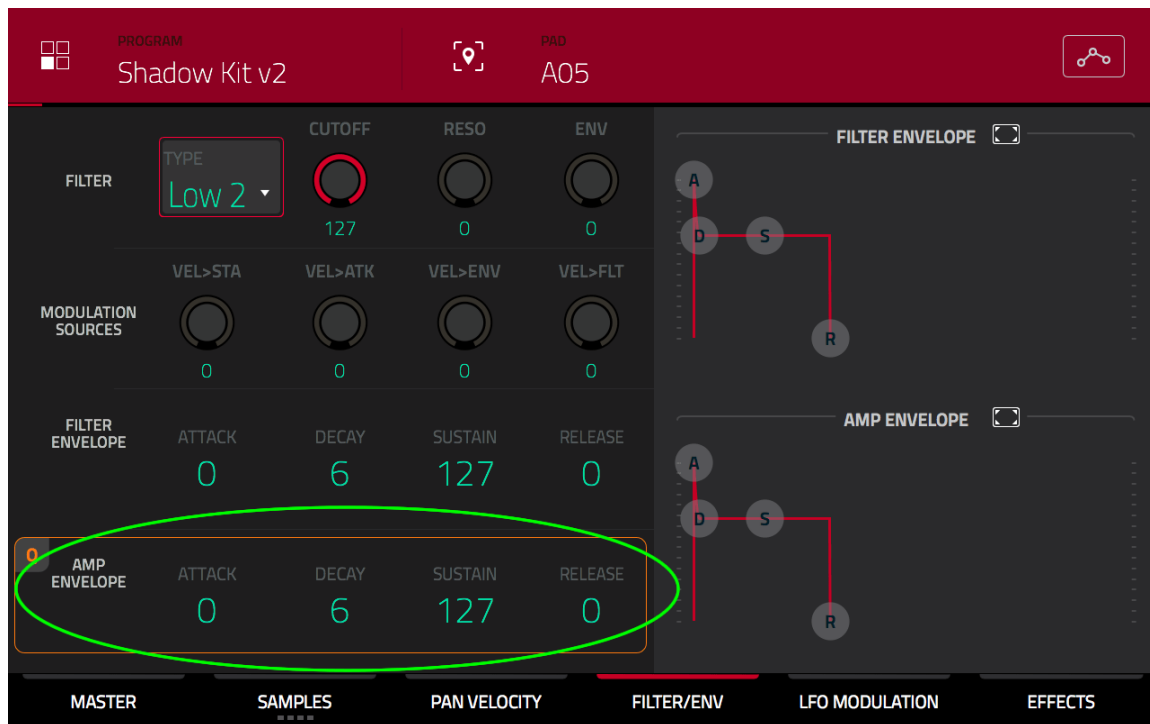 PROGRAM
Shadow Kit v2
PAD
A05
FILTER
TYPE
Low 2
CUTOFF
127
RESO
0
ENV
0
MODULATION
SOURCES
VEL>STA
0
VEL>ATK
0
VEL>ENV
0
VEL>FLT
0
FILTER
ENVELOPE
ATTACK
0
DECAY
6
SUSTAIN
127
RELEASE
0
Q
AMP
ENVELOPE
ATTACK
0
DECAY
6
SUSTAIN
127
RELEASE
0
FILTER ENVELOPE
A
D
S
R
AMP ENVELOPE
A
D
S
R
MASTER
SAMPLES
PAN VELOCITY
FILTER/ENV
LFO MODULATION
EFFECTS